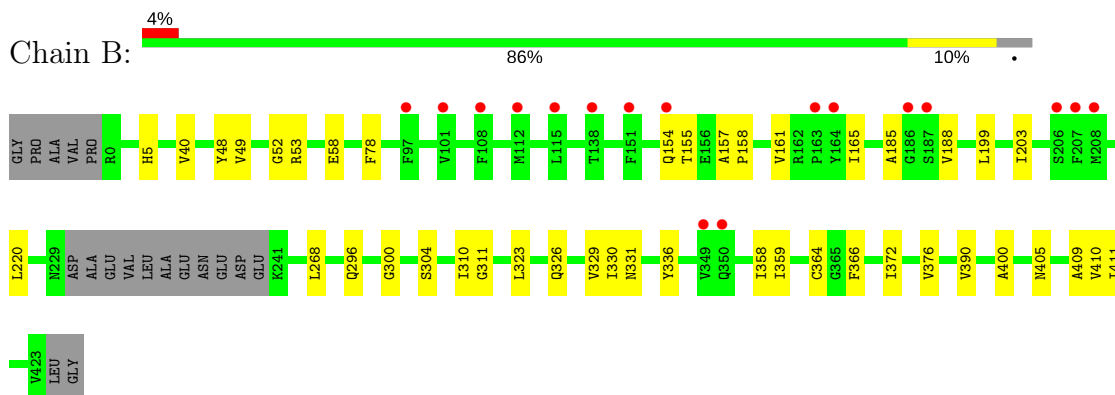 4%
Chain B:
86% 10% •
GLY PRO ALA VAL PRO R0 H5 V40 Y48 V49 G52 R53 E58 F78 F97 V101 F108 M112 L115 T138 F151 Q154 T155 E156 A157 P158 V161 R162 P163 Y164 I165 A185 G186 S187 V188 L199 I203 S206 F207 M208
L220 N229 ASP ALA GLU VAL LEU ALA GLU ASN GLU ASP GLU K241 L268 Q296 G300 S304 I310 G311 L323 Q326 V329 I330 N331 Y336 V349 Q350 I358 I359 C364 G365 F366 I372 V376 V390 A400 N405 A409 V410
V423 LEU GLY